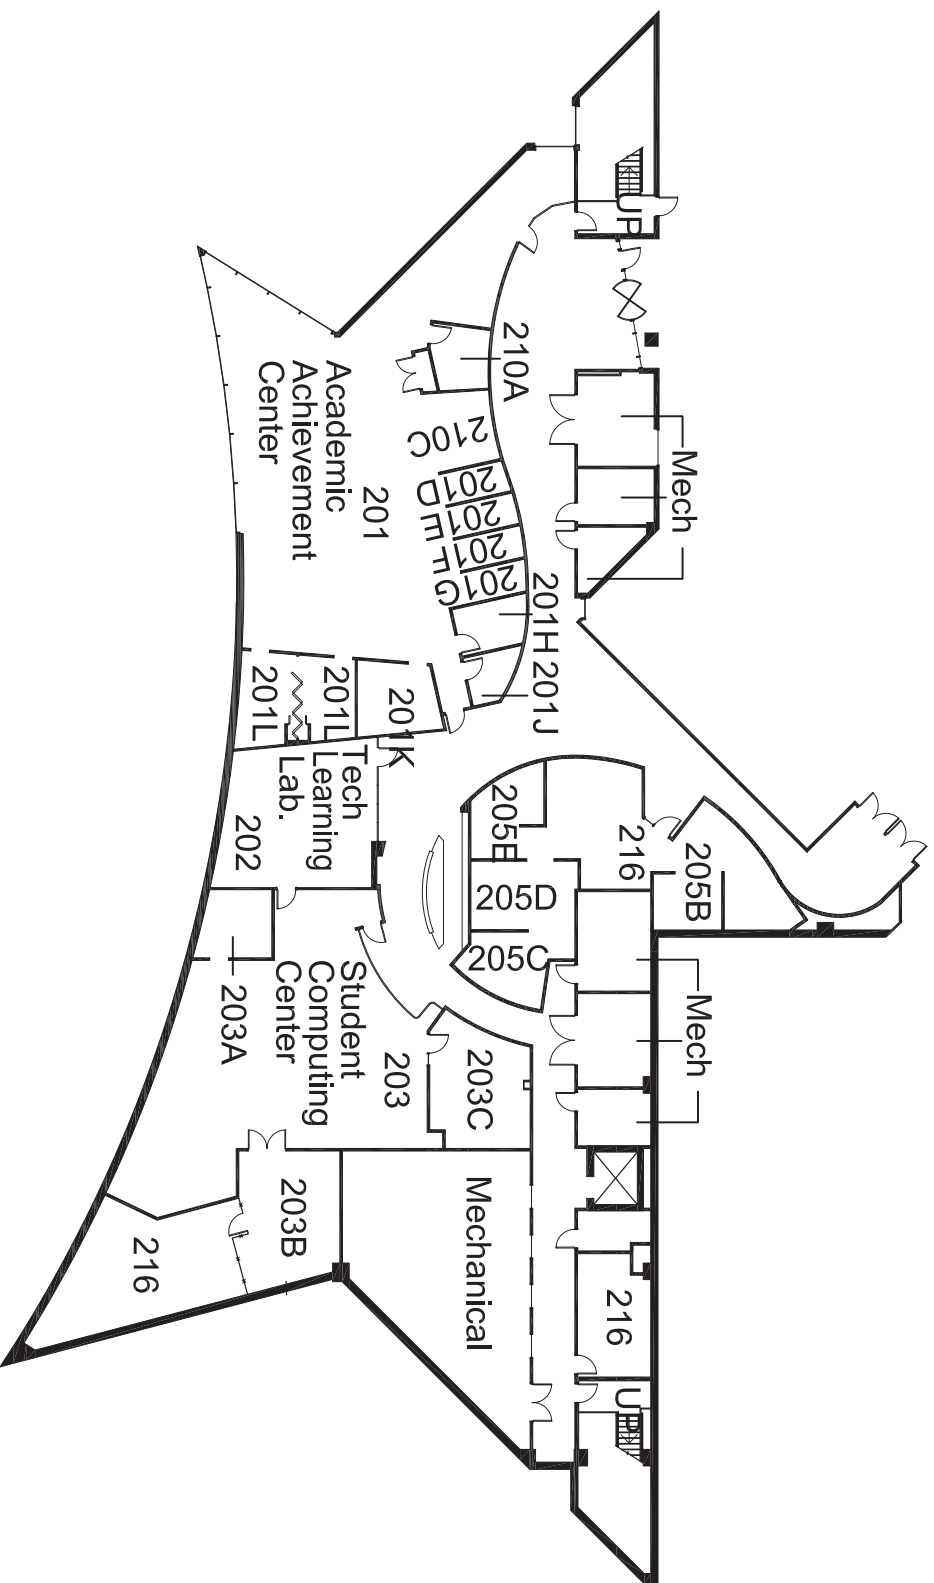 UP
210A
Mech
210C
201D
201E
201F
201G
201
Academic
Achievement
Center
201H
201J
201K
201L
201L
Tech
Learning
Lab.
202
205E
205D
205C
216
205B
Mech
203A
Student
Computing
Center
203
203C
203B
216
Mechanical
216
UP